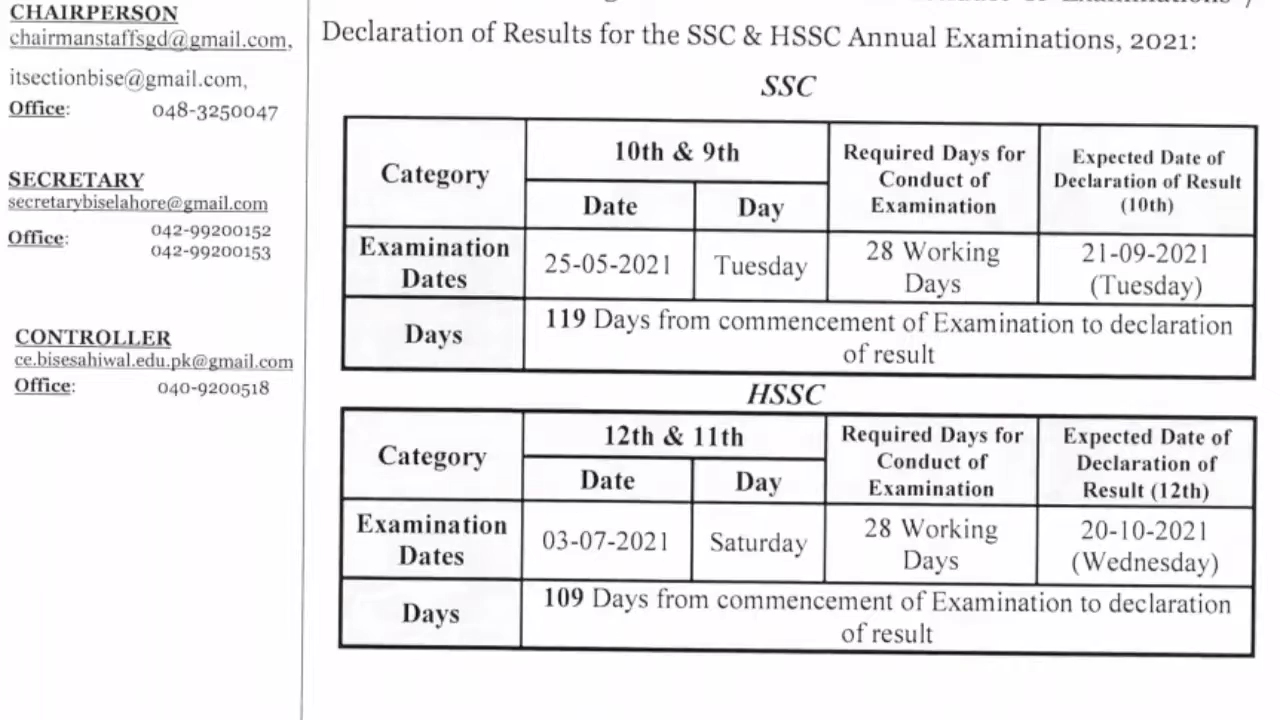 CHAIRPERSON
chairmanstaffsgd@gmail.com,
itsectionbise@gmail.com,
Office: 048-3250047
SECRETARY
secretarybiselahore@gmail.com
Office: 042-99200152
042-99200153
CONTROLLER
ce.bisesahiwal.edu.pk@gmail.com
Office: 040-9200518
Declaration of Results for the SSC & HSSC Annual Examinations, 2021:
SSC
Category
10th & 9th
Date
Day
Required Days for
Conduct of
Examination
Expected Date of
Declaration of Result
(10th)
Examination
Dates
25-05-2021
Tuesday
28 Working
Days
21-09-2021
(Tuesday)
Days
119 Days from commencement of Examination to declaration
of result
HSSC
Category
12th & 11th
Date
Day
Required Days for
Conduct of
Examination
Expected Date of
Declaration of
Result (12th)
Examination
Dates
03-07-2021
Saturday
28 Working
Days
20-10-2021
(Wednesday)
Days
109 Days from commencement of Examination to declaration
of result